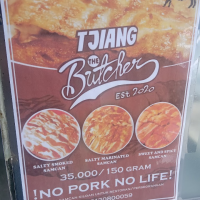 TJIANG
THE
Butcher
EST. 2020
SALTY SMOKED
SAMCAN
SALTY MARINATED
SAMCAN
SWEET AND SALT
SAMCAN
35.000/150 GRAM
!NO PORK NO LIFE!